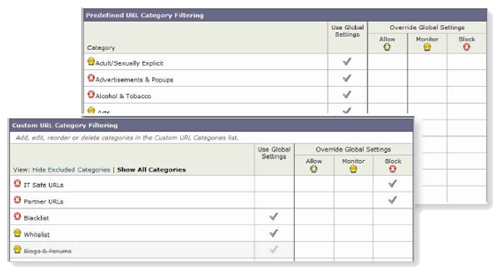 Predefined URL Category Filtering
Use Global Settings
Override Global Settings
Category
Allow
Monitor
Block
Adult/Sexually Explicit
Advertisements & Popups
Alcohol & Tobacco
Arts
Custom URL Category Filtering
Add, edit, reorder or delete categories in the Custom URL Categories list.
Use Global Settings
Override Global Settings
View: Hide Excluded Categories | Show All Categories
Allow
Monitor
Block
IT Safe URLs
Partner URLs
Blacklist
Whitelist
Blogs & Forums